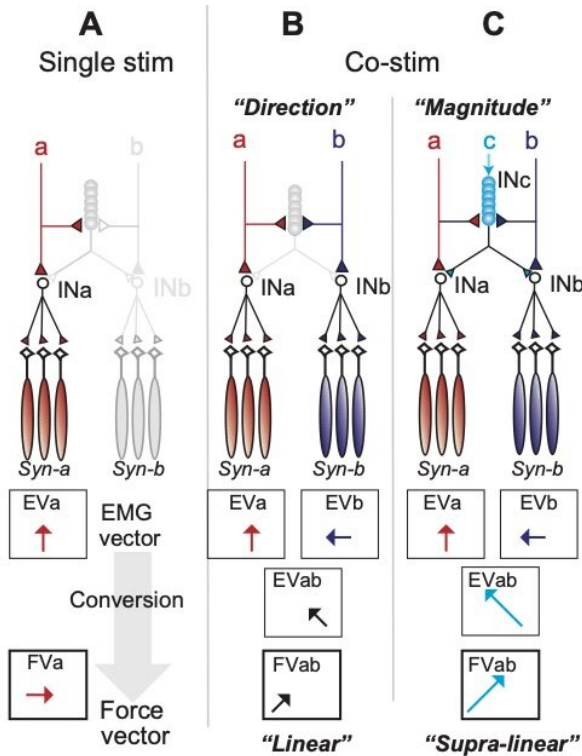 A
B
C
Single stim
Co-stim
“Direction”
“Magnitude”
a
b
a
b
a
c
b
INc
INa
INb
INa
INb
INa
INb
Syn-a
Syn-b
Syn-a
Syn-b
Syn-a
Syn-b
EVa
EMG
vector
EVa
EVb
EVa
EVb
Conversion
EVab
EVab
FVa
Force
vector
FVab
FVab
“Linear”
“Supra-linear”